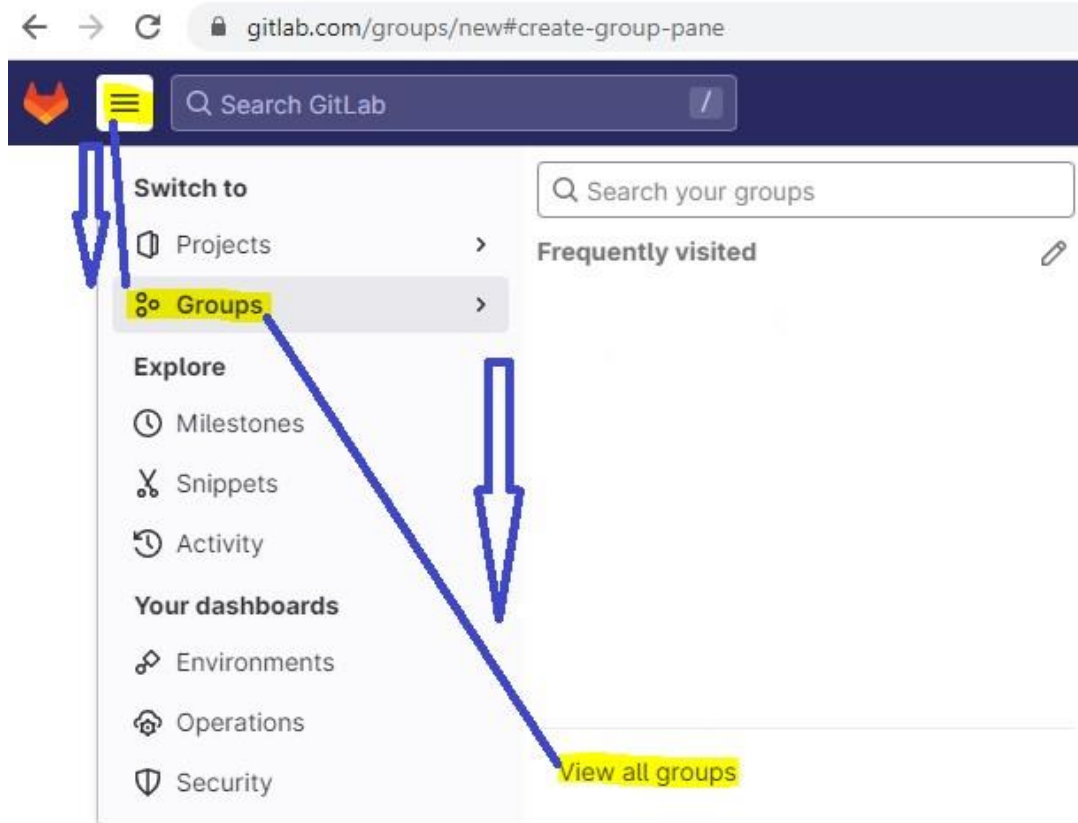 gitlab.com/groups/new#create-group-pane
Search GitLab /
Switch to
Projects
Groups
Explore
Milestones
Snippets
Activity
Your dashboards
Environments
Operations
Security
Search your groups
Frequently visited
View all groups